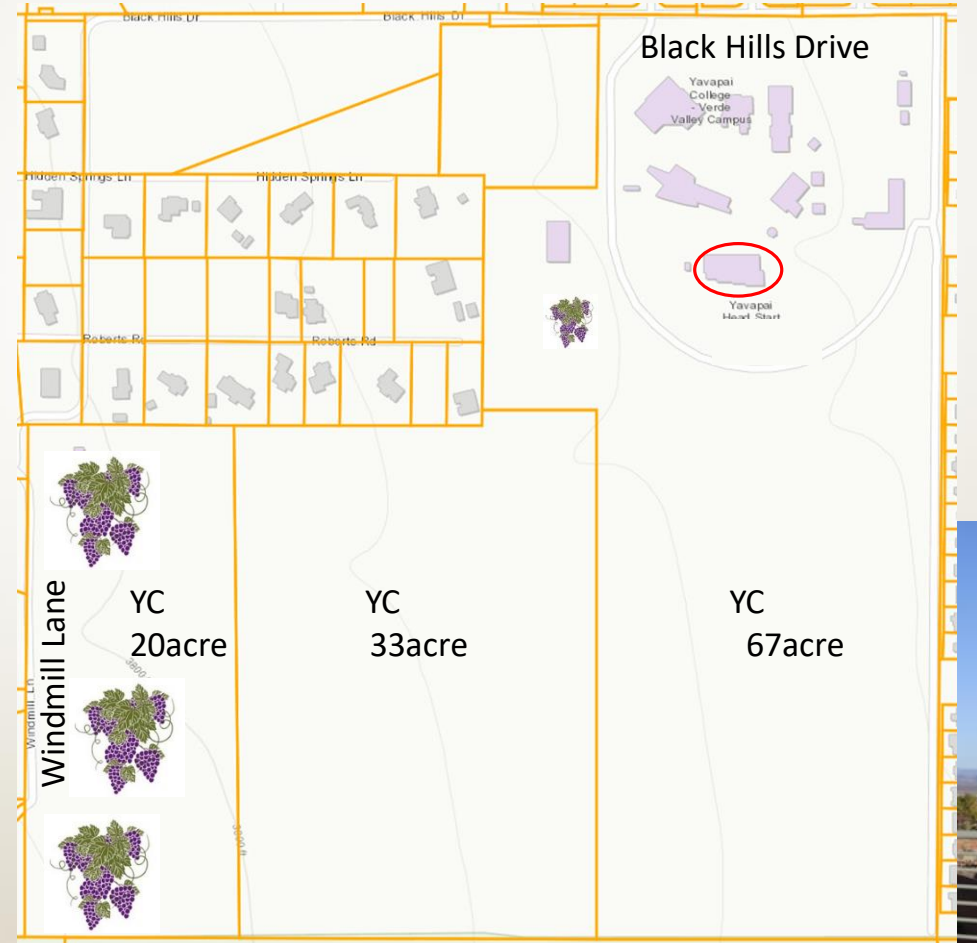 Black Hills Dr
Black Hills Dr
Black Hills Drive
Yavapai
College
- Verde
Valley Campus
Hidden Springs Ln
Hidden Springs Ln
Yavapai
Head Start
Roberts Rd
Roberts Rd
Windmill Lane
Windmill Ln
YC
20acre
YC
33acre
YC
67acre